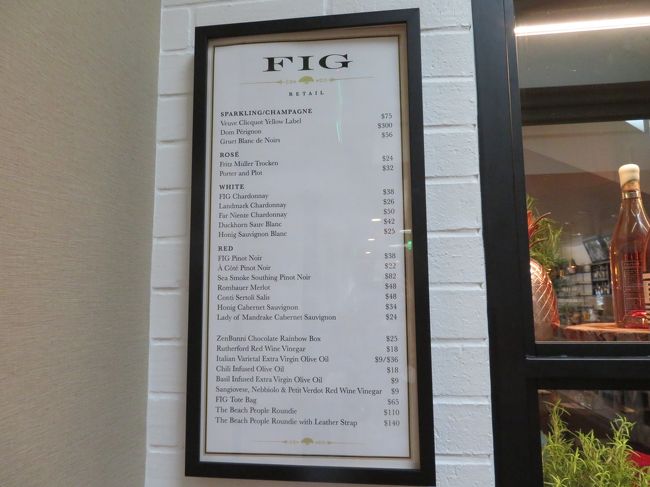 FIG
RETAIL
SPARKLING/CHAMPAGNE
Veuve Clicquot Yellow Label $75
Dom Pérignon $300
Gruet Blanc de Noirs $56
ROSÉ
Fritz Müller Trocken $24
Porter and Plot $32
WHITE
FIG Chardonnay $38
Landmark Chardonnay $26
Far Niente Chardonnay $50
Duckhorn Sauv Blanc $42
Honig Sauvignon Blanc $25
RED
FIG Pinot Noir $38
À Côté Pinot Noir $22
Sea Smoke Southing Pinot Noir $82
Rombauer Merlot $48
Conti Sertoli Salis $48
Honig Cabernet Sauvignon $34
Lady of Mandrake Cabernet Sauvignon $24
ZenBunni Chocolate Rainbow Box $25
Rutherford Red Wine Vinegar $18
Italian Varietal Extra Virgin Olive Oil $9/$36
Chili Infused Olive Oil $18
Basil Infused Extra Virgin Olive Oil $9
Sangiovese, Nebbiolo & Petit Verdot Red Wine Vinegar $9
FIG Tote Bag $65
The Beach People Roundie $110
The Beach People Roundie with Leather Strap $140